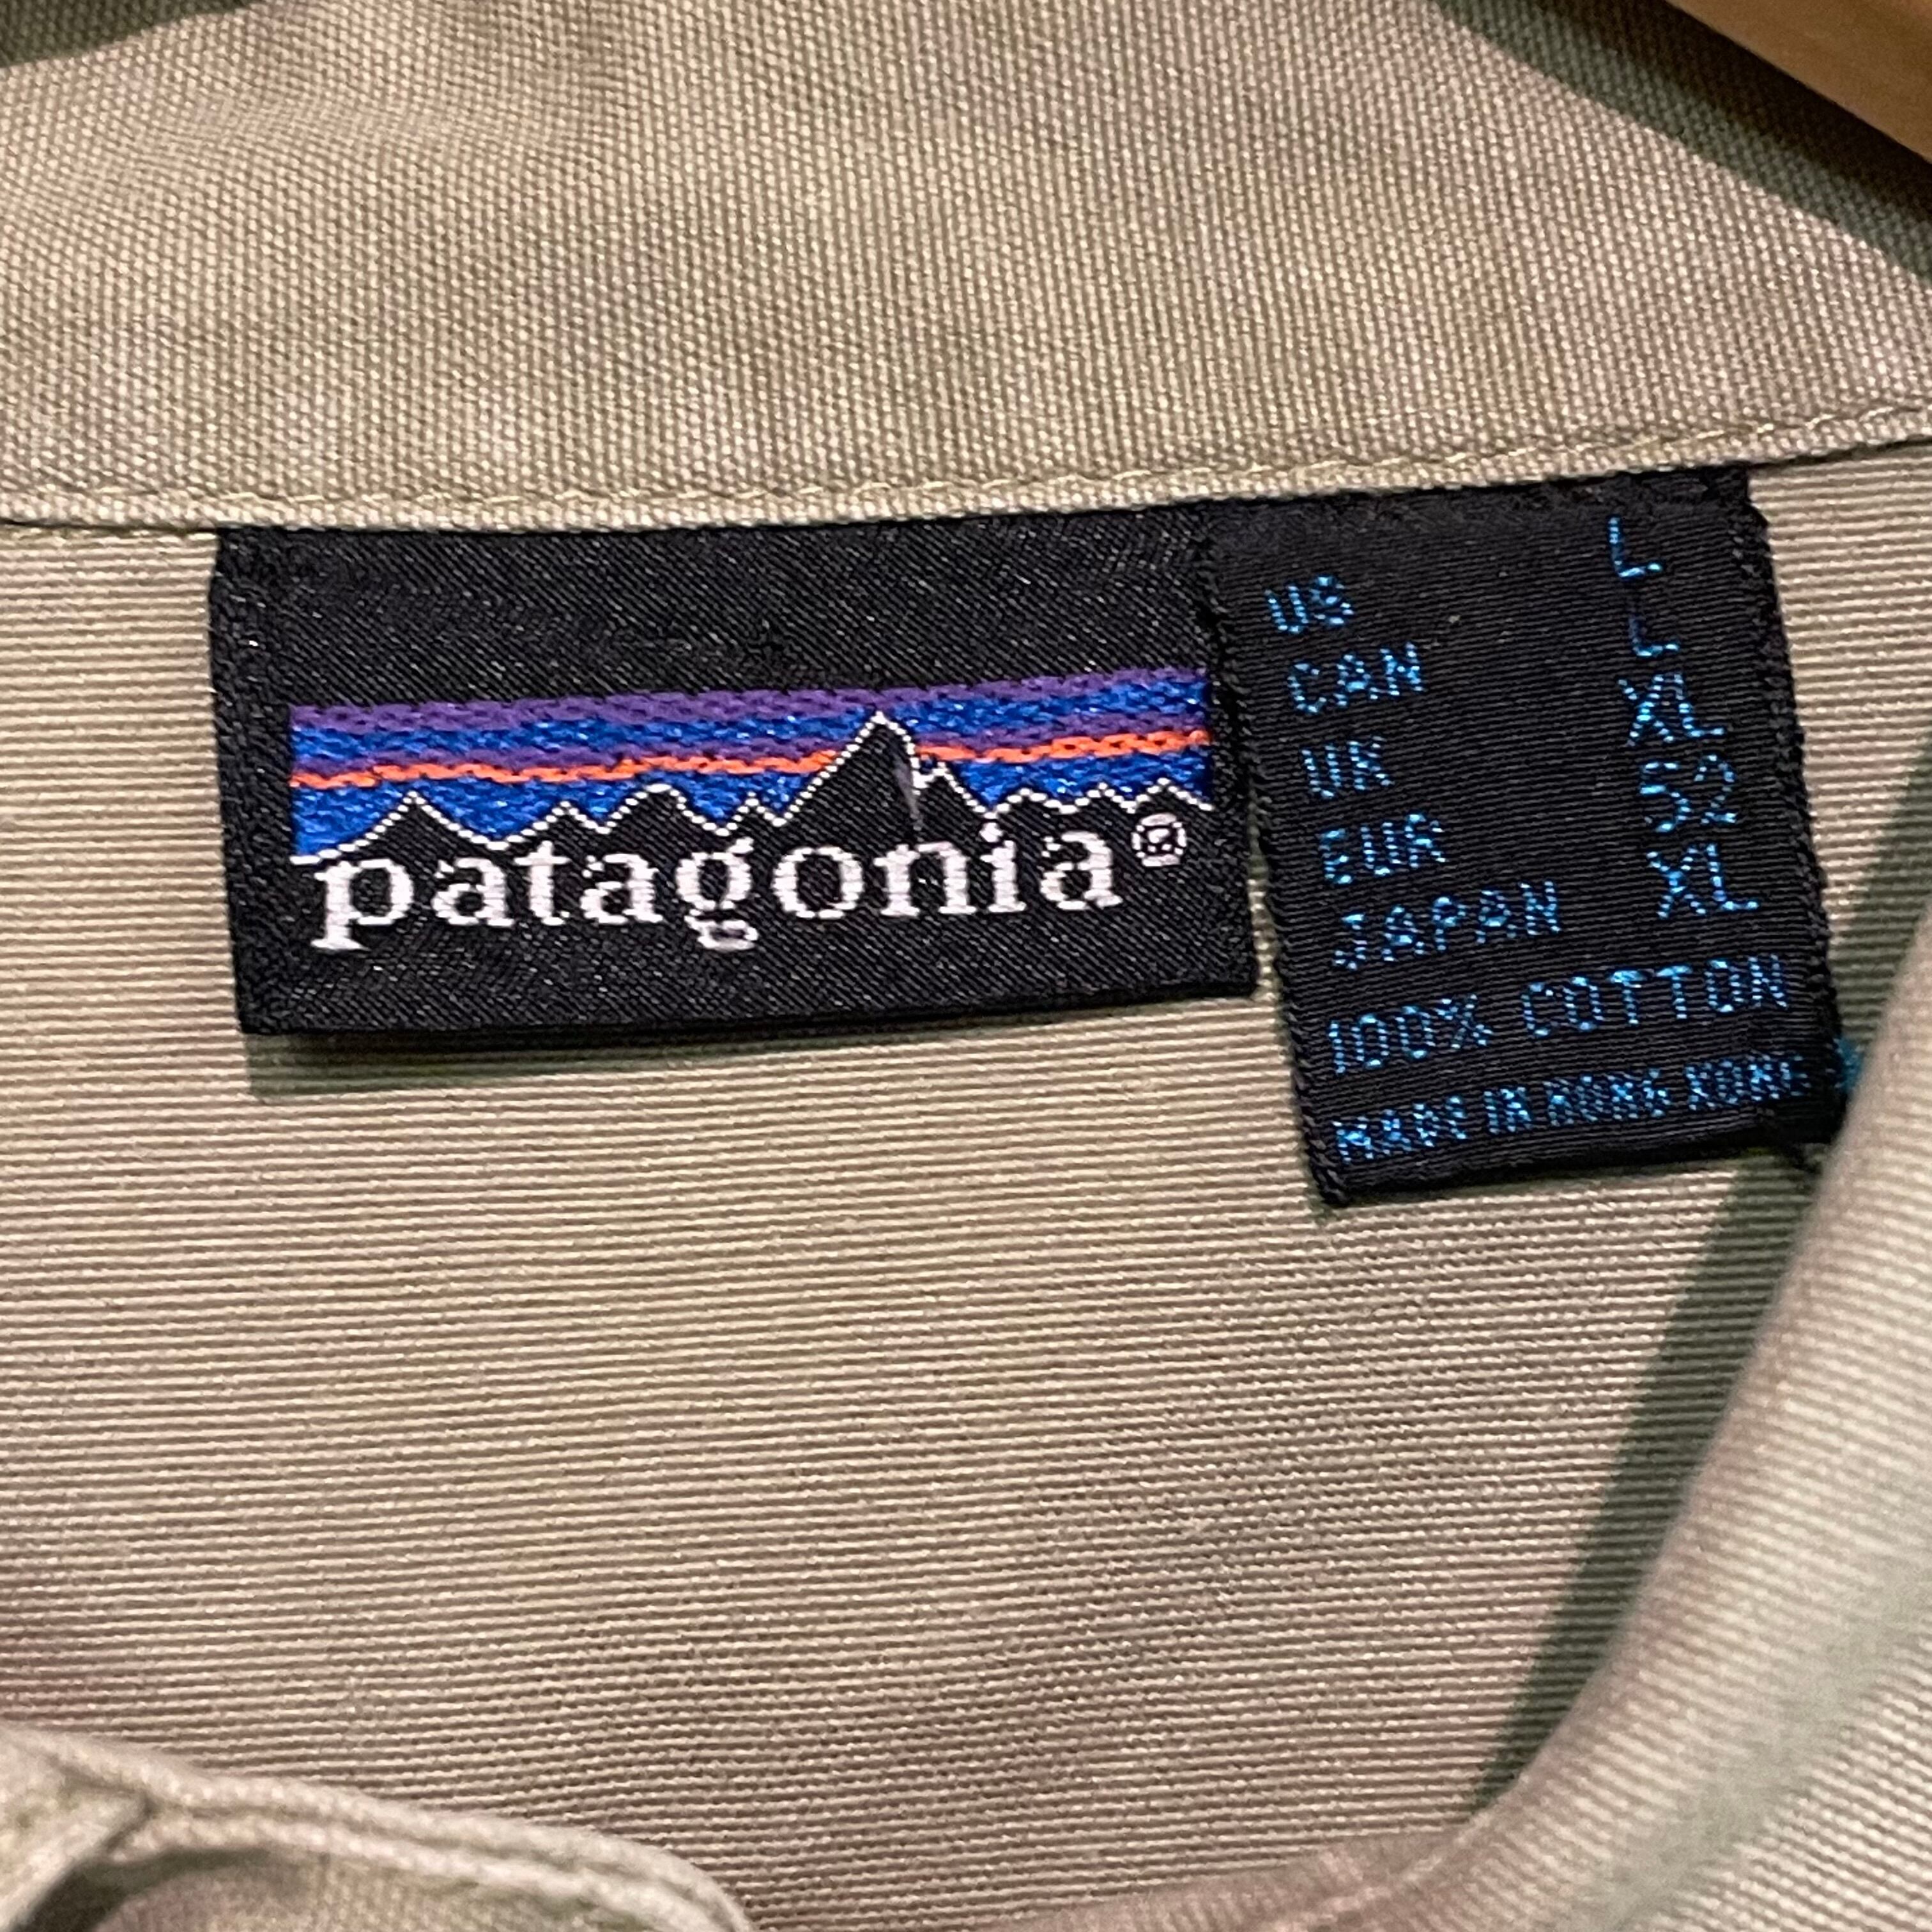 patagonia®
US L
CAN L
UK XL
EUR 52
JAPAN XL
100% COTTON
MADE IN HONG KONG